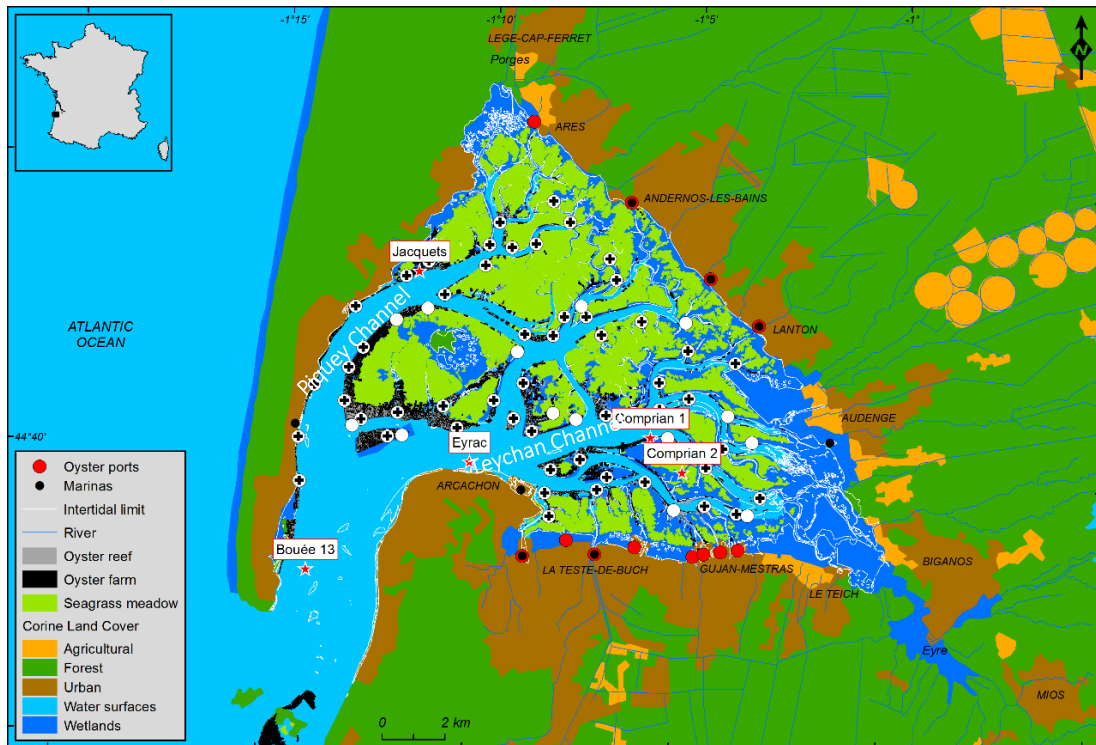 -1°15'
-1°10'
-1°5'
-1°
N
LEGE-CAP-FERRET
Porges
ARES
ANDERNOS-LES-BAINS
Jacquets
Piquey Channel
ATLANTIC
OCEAN
LANTON
Comprian 1
AUDENGE
44°40'
Eyrac
Teychan Channel
Comprian 2
ARCACHON
Bouée 13
LA TESTE-DE-BUCH
GUJAN-MESTRAS
BIGANOS
LE TEICH
Eyre
MIOS
Oyster ports
Marinas
Intertidal limit
River
Oyster reef
Oyster farm
Seagrass meadow
Corine Land Cover
Agricultural
Forest
Urban
Water surfaces
Wetlands
0 2 km